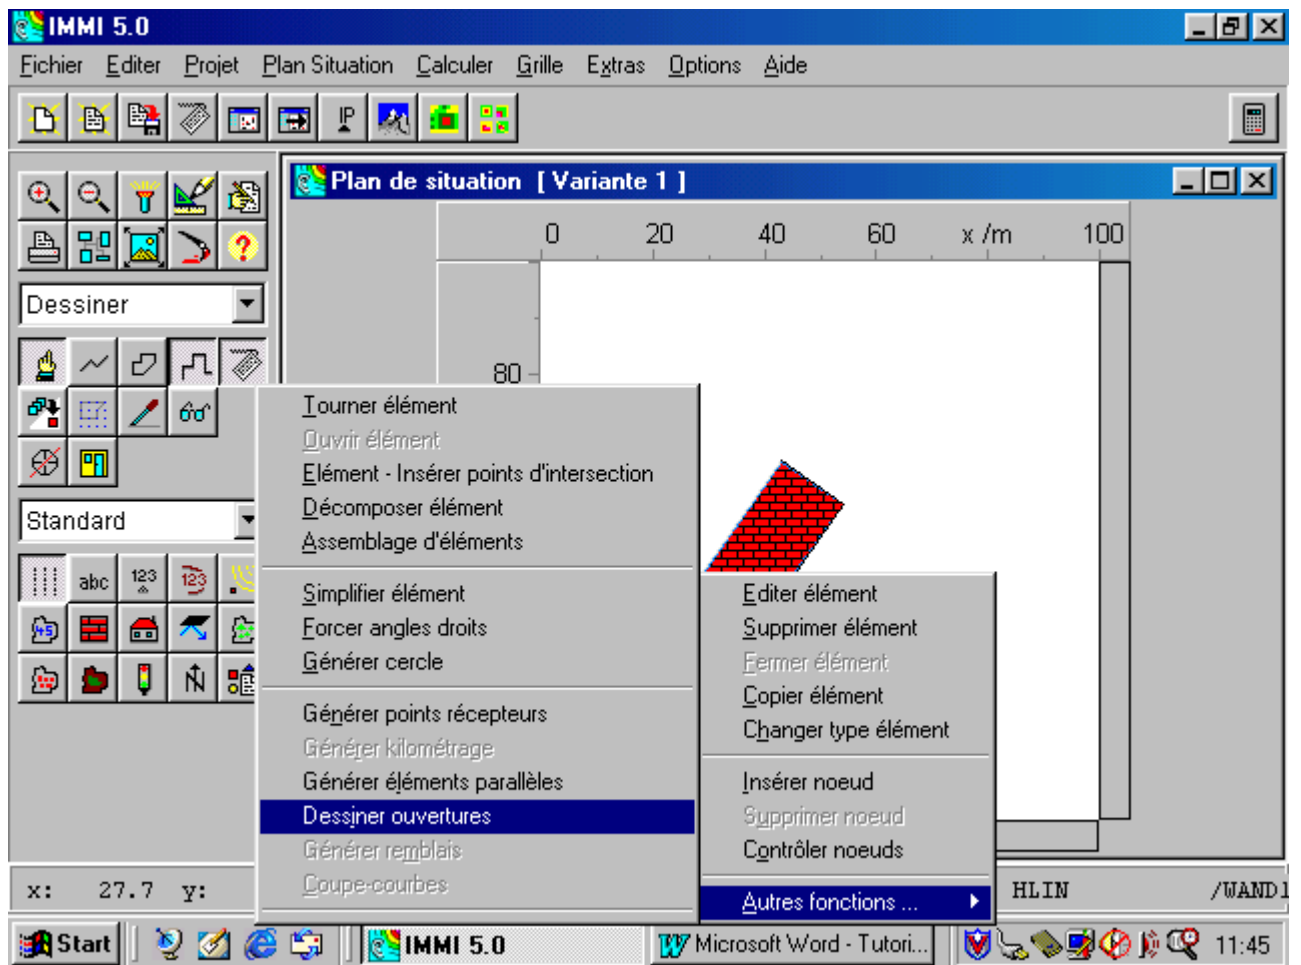 IMMI 5.0
Fichier Editer Projet Plan Situation Calculer Grille Extras Options Aide
IP
Plan de situation [ Variante 1 ]
0 20 40 60 x /m 100
Dessiner
80
Tourner élément
Ouvrir élément
Elément - Insérer points d'intersection
Décomposer élément
Assemblage d'éléments
Standard
abc 123 123
Simplifier élément
Forcer angles droits
Générer cercle
45
N
Générer points récepteurs
Générer kilométrage
Générer éléments parallèles
Dessiner ouvertures
Générer remblais
Coupe-courbes
Editer élément
Supprimer élément
Fermer élément
Copier élément
Changer type élément
Insérer noeud
Supprimer noeud
Contrôler noeuds
Autres fonctions ...
x: 27.7 y:
HLIN /WAND1
Start IMMI 5.0 Microsoft Word - Tutori... 11:45